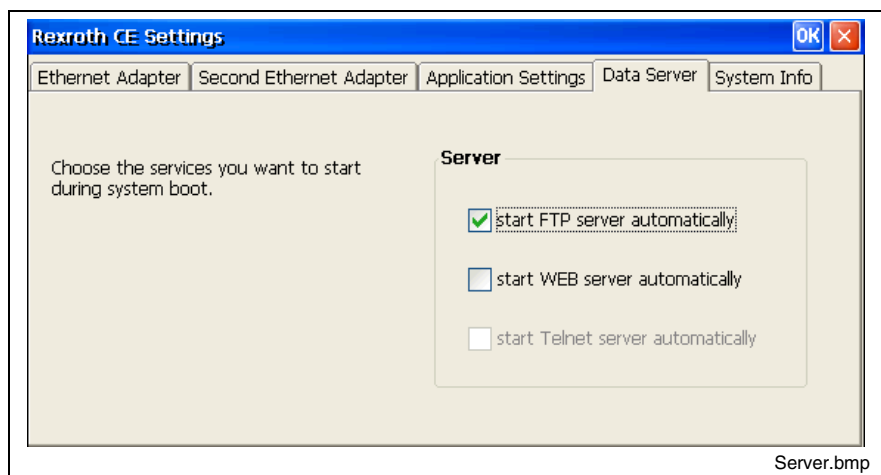 Rexroth CE Settings
OK
Ethernet Adapter Second Ethernet Adapter Application Settings Data Server System Info
Choose the services you want to start
during system boot.
Server
start FTP server automatically
start WEB server automatically
start Telnet server automatically
Server.bmp